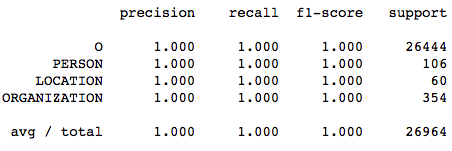 precision recall f1-score support
O 1.000 1.000 1.000 26444
PERSON 1.000 1.000 1.000 106
LOCATION 1.000 1.000 1.000 60
ORGANIZATION 1.000 1.000 1.000 354
avg / total 1.000 1.000 1.000 26964